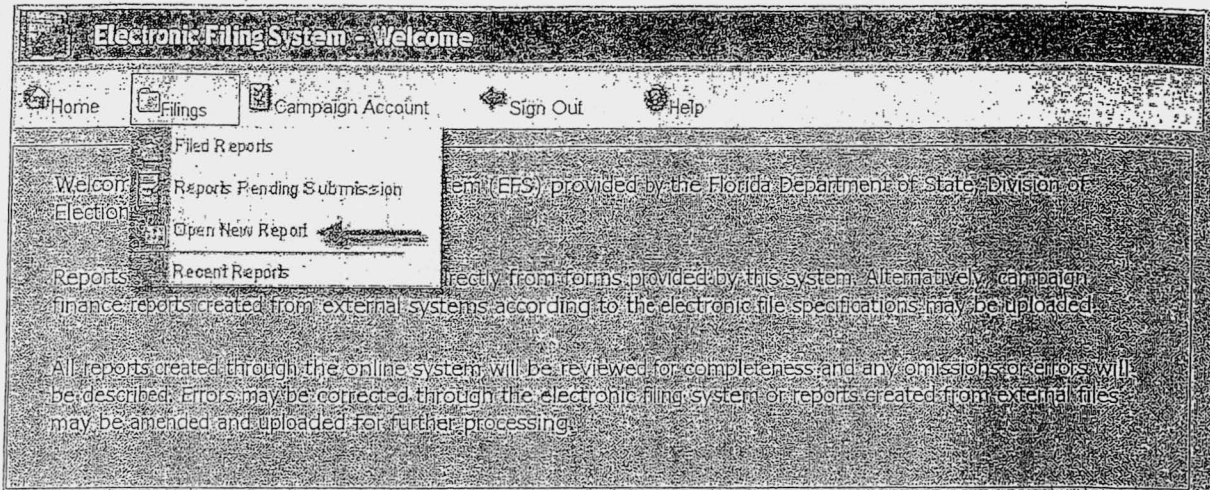 Electronic Filing System - Welcome
Home Filings Campaign Account Sign Out Help
Filed Reports
Reports Pending Submission
Open New Report
Recent Reports
Welcom em (EFS) provided by the Florida Department of State, Division of
Election
Reports rectly from forms provided by this system. Alternatively, campaign
finance reports created from external systems according to the electronic file specifications may be uploaded.
All reports created through the online system will be reviewed for completeness and any omissions or errors will
be described. Errors may be corrected through the electronic filing system or reports created from external files
may be amended and uploaded for further processing.